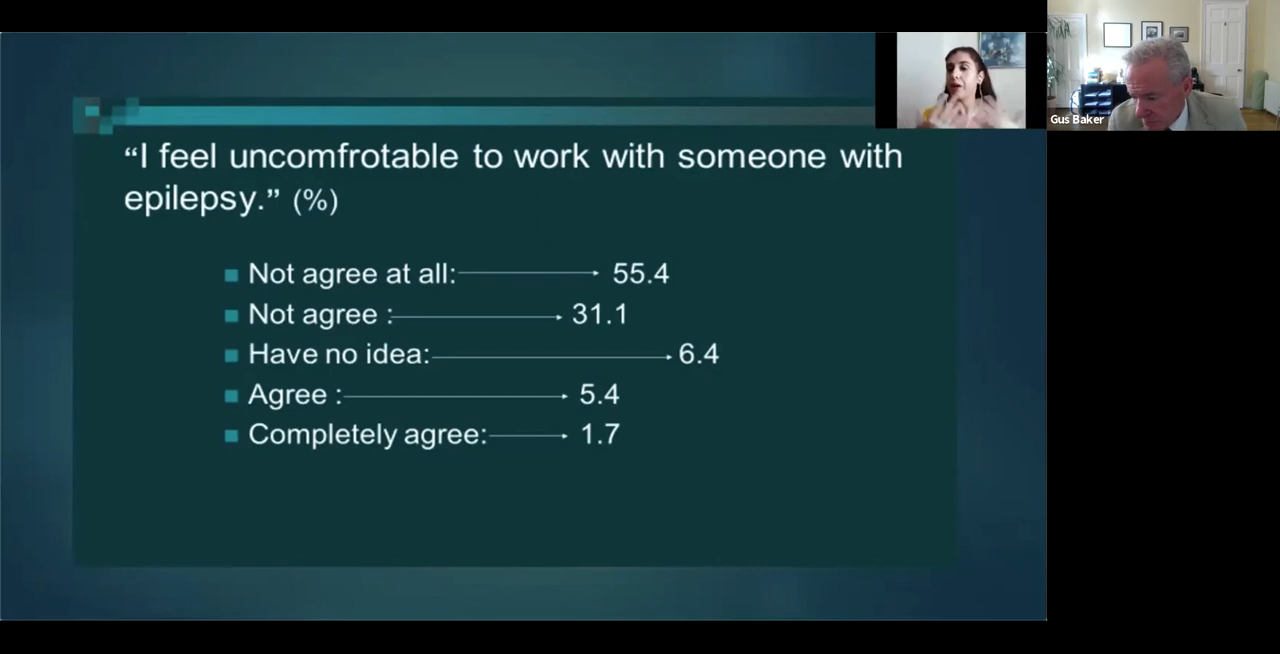 “I feel uncomfrotable to work with someone with
epilepsy.” (%)
Not agree at all: 55.4
Not agree : 31.1
Have no idea: 6.4
Agree : 5.4
Completely agree: 1.7
Gus Baker